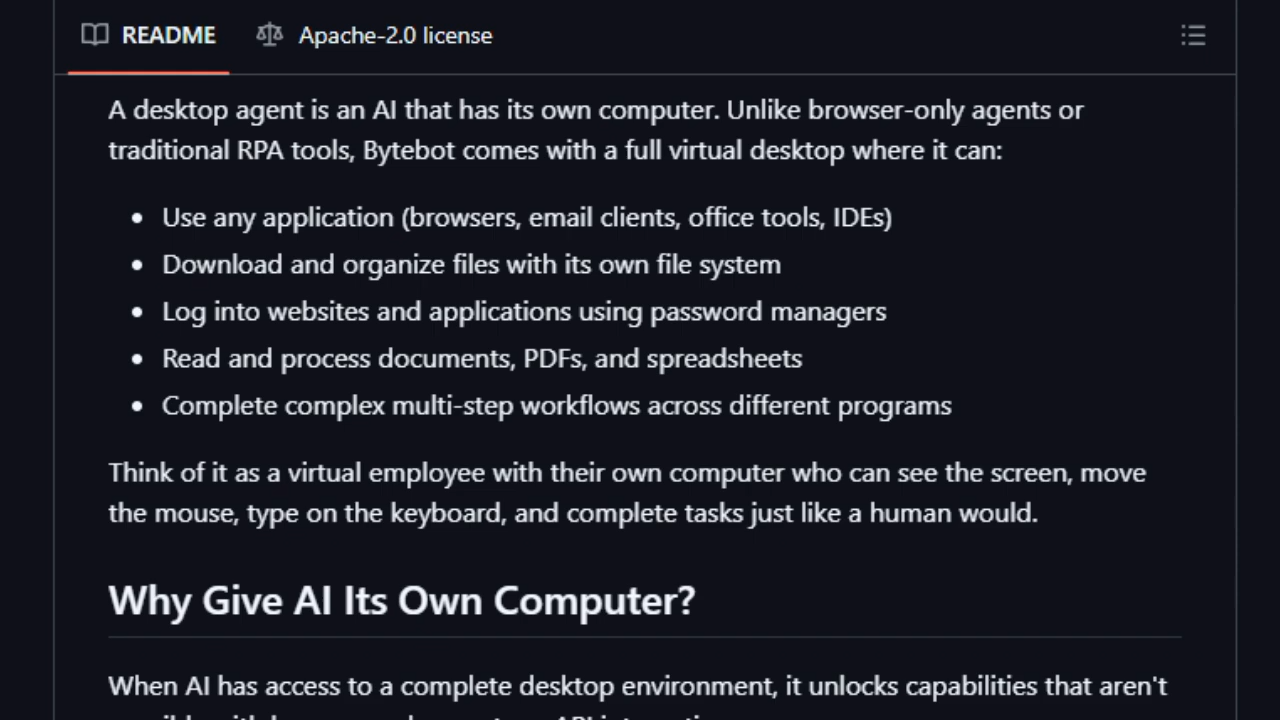 README
Apache-2.0 license
A desktop agent is an AI that has its own computer. Unlike browser-only agents or
traditional RPA tools, Bytebot comes with a full virtual desktop where it can:
• Use any application (browsers, email clients, office tools, IDEs)
• Download and organize files with its own file system
• Log into websites and applications using password managers
• Read and process documents, PDFs, and spreadsheets
• Complete complex multi-step workflows across different programs
Think of it as a virtual employee with their own computer who can see the screen, move
the mouse, type on the keyboard, and complete tasks just like a human would.
Why Give AI Its Own Computer?
When AI has access to a complete desktop environment, it unlocks capabilities that aren't